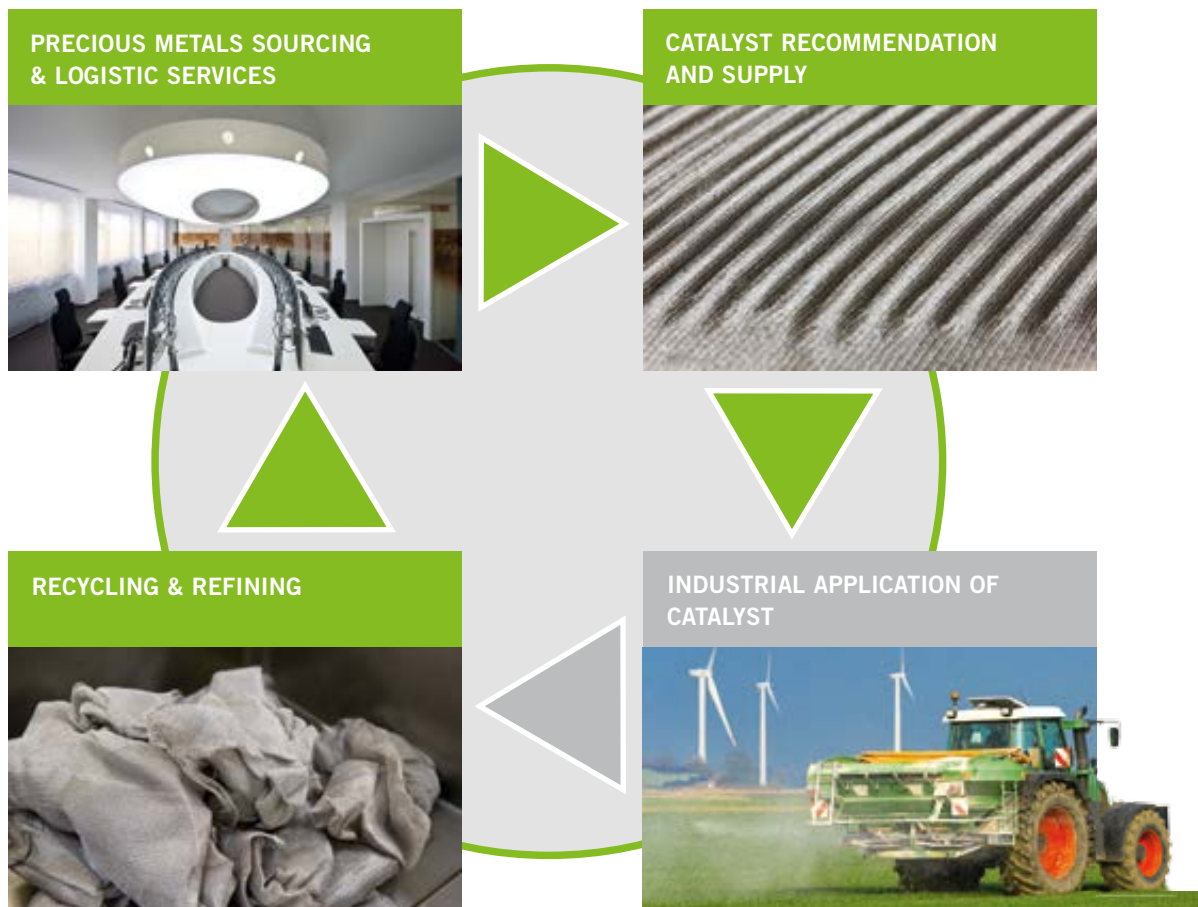 PRECIOUS METALS SOURCING
& LOGISTIC SERVICES
CATALYST RECOMMENDATION
AND SUPPLY
RECYCLING & REFINING
INDUSTRIAL APPLICATION OF
CATALYST